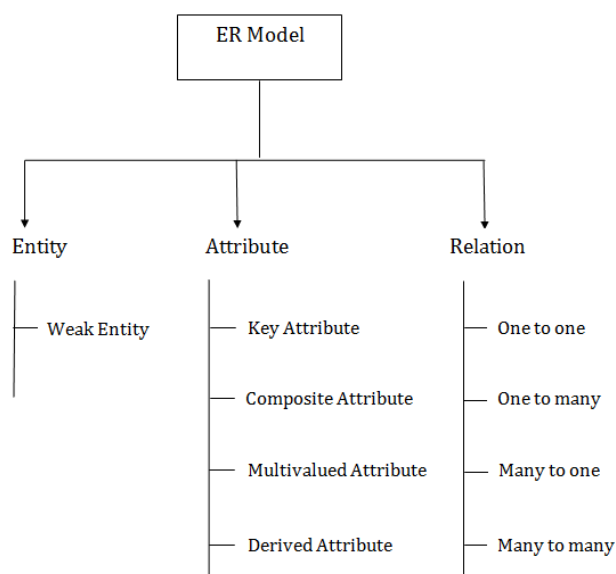 ER Model
Entity
Attribute
Relation
Weak Entity
Key Attribute
One to one
Composite Attribute
One to many
Multivalued Attribute
Many to one
Derived Attribute
Many to many